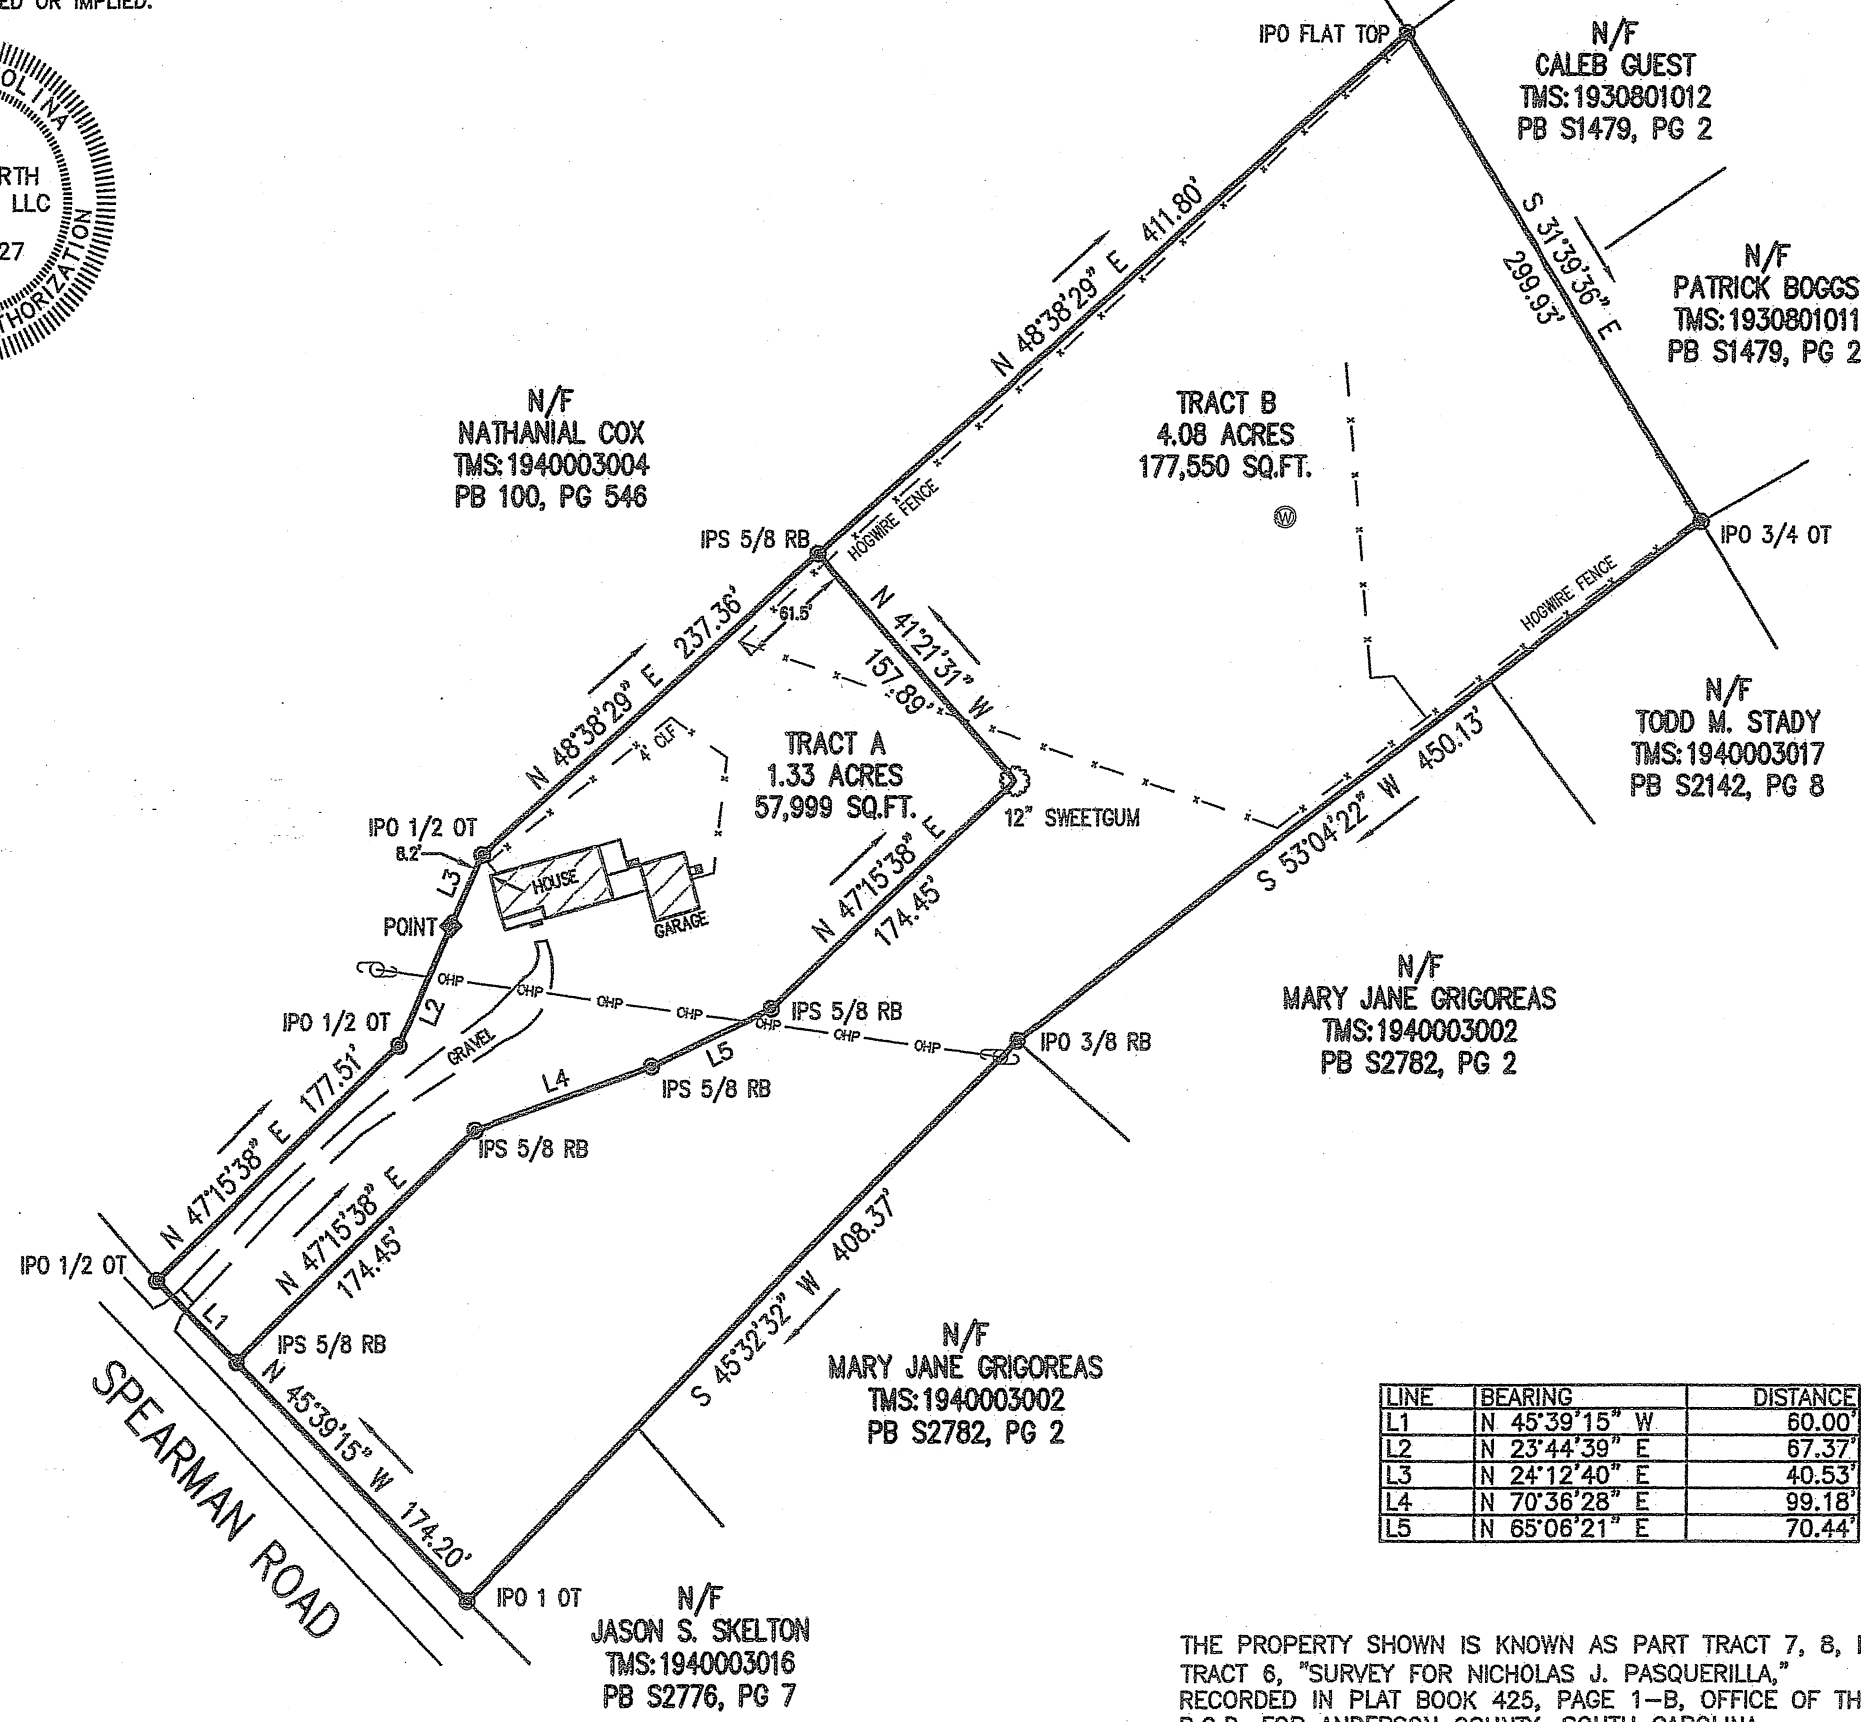 ED OR IMPLIED.
OLINA
RTH
LLC
27
THORIZATION
IPO FLAT TOP
N/F
CALEB GUEST
TMS:1930801012
PB S1479, PG 2
S 31°39'36" E
299.93'
N/F
PATRICK BOGGS
TMS:1930801011
PB S1479, PG 2
N 48°38'29" E 411.80'
N/F
NATHANIAL COX
TMS:1940003004
PB 100, PG 546
TRACT B
4.08 ACRES
177,550 SQ.FT.
W
HOGWIRE FENCE
IPS 5/8 RB
IPO 3/4 OT
HOGWIRE FENCE
61.5'
N 41°21'31" W
157.89'
N 48°38'29" E 237.36'
4' CLF
TRACT A
1.33 ACRES
57,999 SQ.FT.
12" SWEETGUM
S 53°04'22" W 450.13'
N/F
TODD M. STADY
TMS:1940003017
PB S2142, PG 8
IPO 1/2 OT
8.2'
L3
HOUSE
GARAGE
POINT
N 47°15'38" E
174.45'
OHP
OHP
OHP
OHP
OHP
OHP
OHP
L2
IPO 1/2 OT
GRAVEL
IPS 5/8 RB
L5
IPS 5/8 RB
L4
IPS 5/8 RB
IPO 3/8 RB
N/F
MARY JANE GRIGOREAS
TMS:1940003002
PB S2782, PG 2
N 47°15'38" E 177.51'
N 47°15'38" E
174.45'
IPO 1/2 OT
L1
IPS 5/8 RB
S 45°32'32" W 408.37'
N/F
MARY JANE GRIGOREAS
TMS:1940003002
PB S2782, PG 2
N 45°39'15" W 174.20'
SPEARMAN ROAD
IPO 1 OT
N/F
JASON S. SKELTON
TMS:1940003016
PB S2776, PG 7
LINE BEARING DISTANCE
L1 N 45°39'15" W 60.00'
L2 N 23°44'39" E 67.37'
L3 N 24°12'40" E 40.53'
L4 N 70°36'28" E 99.18'
L5 N 65°06'21" E 70.44'
THE PROPERTY SHOWN IS KNOWN AS PART TRACT 7, 8,
TRACT 6, "SURVEY FOR NICHOLAS J. PASQUERILLA,"
RECORDED IN PLAT BOOK 425, PAGE 1-B, OFFICE OF TH
FOR ANDERSON COUNTY, SOUTH CAROLINA